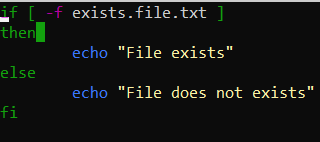 if [ -f exists.file.txt ]
then
        echo "File exists"
else
        echo "File does not exists"
fi